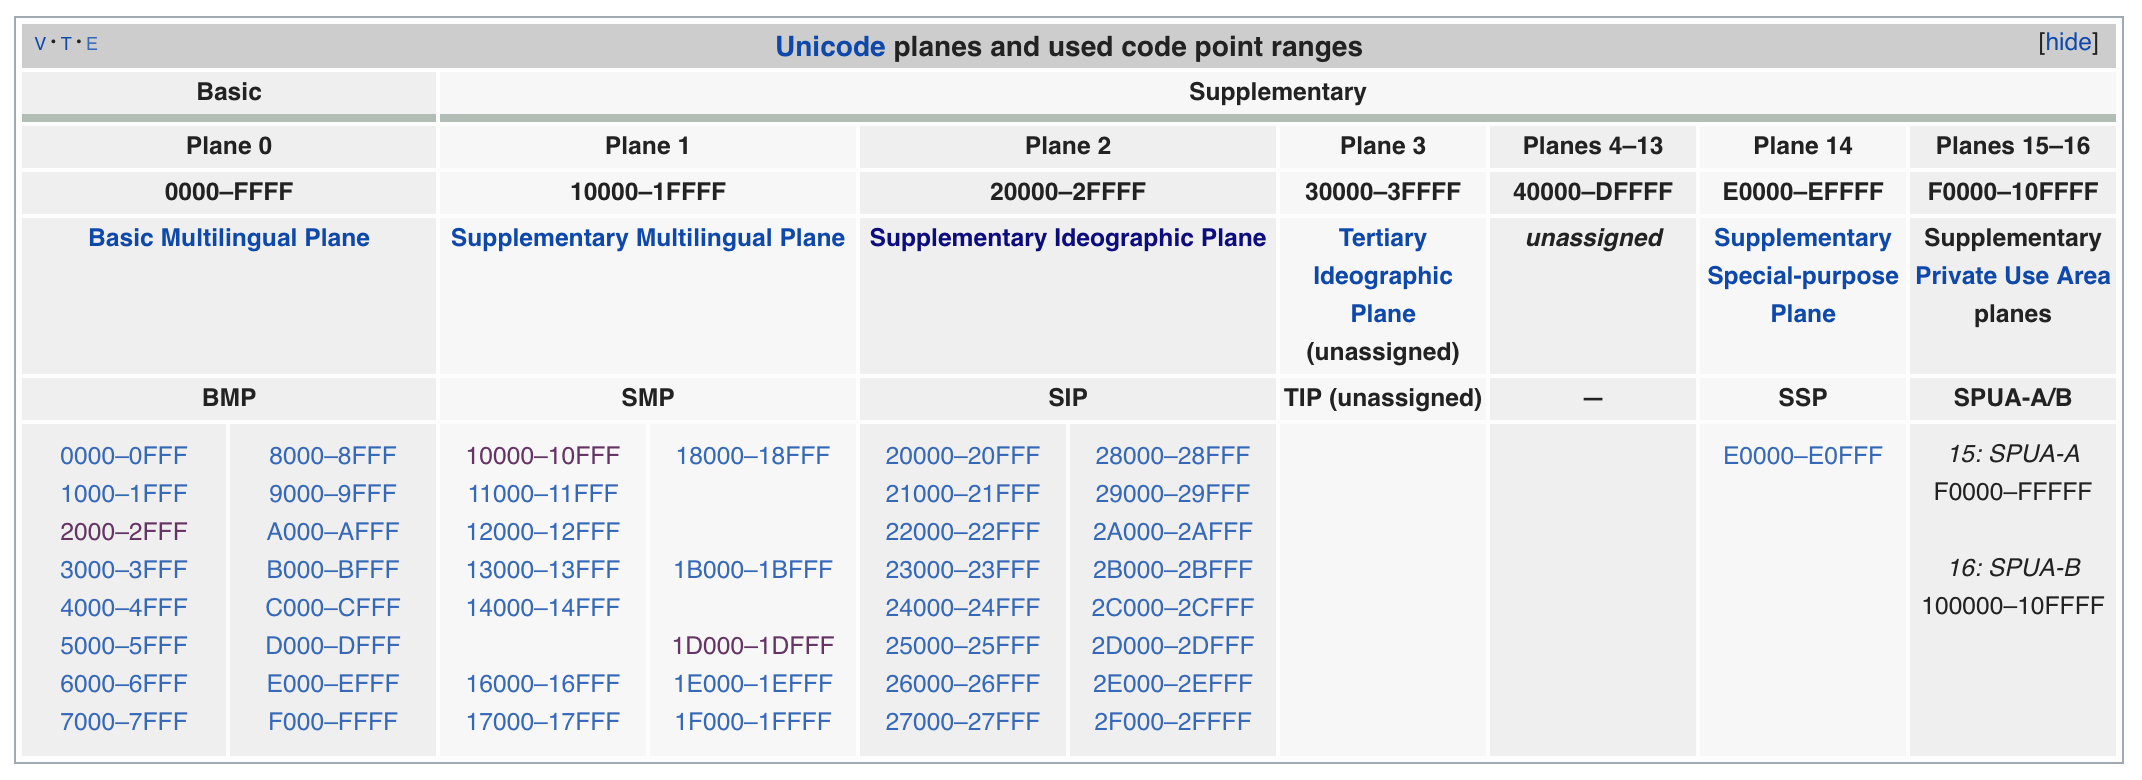 V · T · E
Unicode planes and used code point ranges
[hide]
Basic
Supplementary
Plane 0
Plane 1
Plane 2
Plane 3
Planes 4–13
Plane 14
Planes 15–16
0000–FFFF
10000–1FFFF
20000–2FFFF
30000–3FFFF
40000–DFFFF
E0000–EFFFF
F0000–10FFFF
Basic Multilingual Plane
Supplementary Multilingual Plane
Supplementary Ideographic Plane
Tertiary
Ideographic
Plane
(unassigned)
unassigned
Supplementary
Special-purpose
Plane
Supplementary
Private Use Area
planes
BMP
SMP
SIP
TIP (unassigned)
—
SSP
SPUA-A/B
0000–0FFF
1000–1FFF
2000–2FFF
3000–3FFF
4000–4FFF
5000–5FFF
6000–6FFF
7000–7FFF
8000–8FFF
9000–9FFF
A000–AFFF
B000–BFFF
C000–CFFF
D000–DFFF
E000–EFFF
F000–FFFF
10000–10FFF
11000–11FFF
12000–12FFF
13000–13FFF
14000–14FFF
16000–16FFF
17000–17FFF
18000–18FFF
1B000–1BFFF
1D000–1DFFF
1E000–1EFFF
1F000–1FFFF
20000–20FFF
21000–21FFF
22000–22FFF
23000–23FFF
24000–24FFF
25000–25FFF
26000–26FFF
27000–27FFF
28000–28FFF
29000–29FFF
2A000–2AFFF
2B000–2BFFF
2C000–2CFFF
2D000–2DFFF
2E000–2EFFF
2F000–2FFFF
E0000–E0FFF
15: SPUA-A
F0000–FFFFF
16: SPUA-B
100000–10FFFF